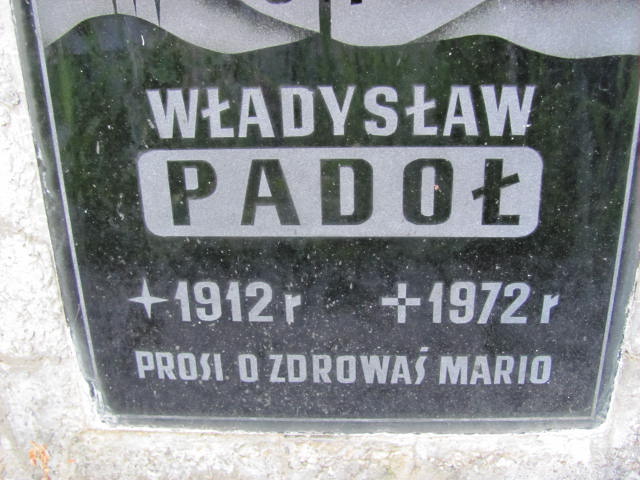 WŁADYSŁAW
PADOŁ
1912 r 1972 r
PROSI O ZDROWAŚ MARIO